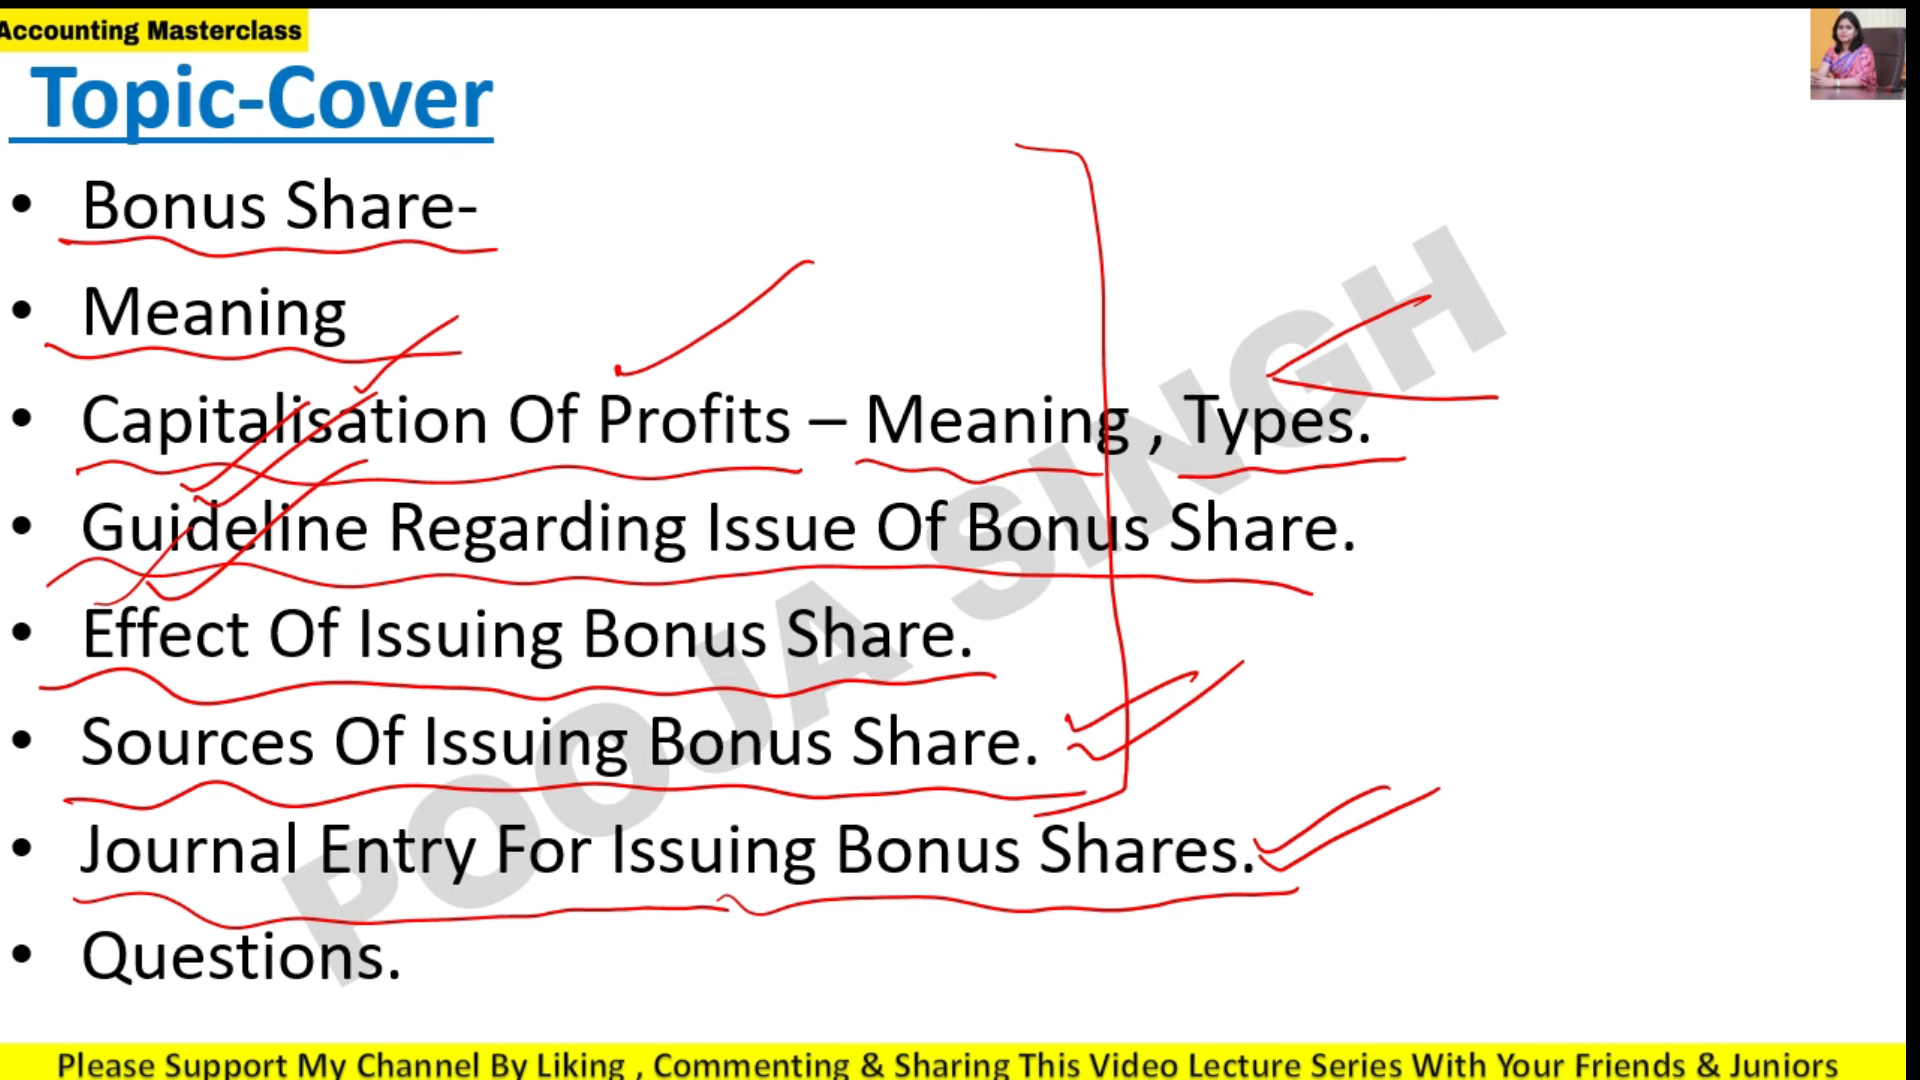 Accounting Masterclass
Topic-Cover
• Bonus Share-
• Meaning
• Capitalisation Of Profits – Meaning , Types.
• Guideline Regarding Issue Of Bonus Share.
• Effect Of Issuing Bonus Share.
• Sources Of Issuing Bonus Share.
• Journal Entry For Issuing Bonus Shares.
• Questions.
POOJA SINGH
Please Support My Channel By Liking , Commenting & Sharing This Video Lecture Series With Your Friends & Juniors